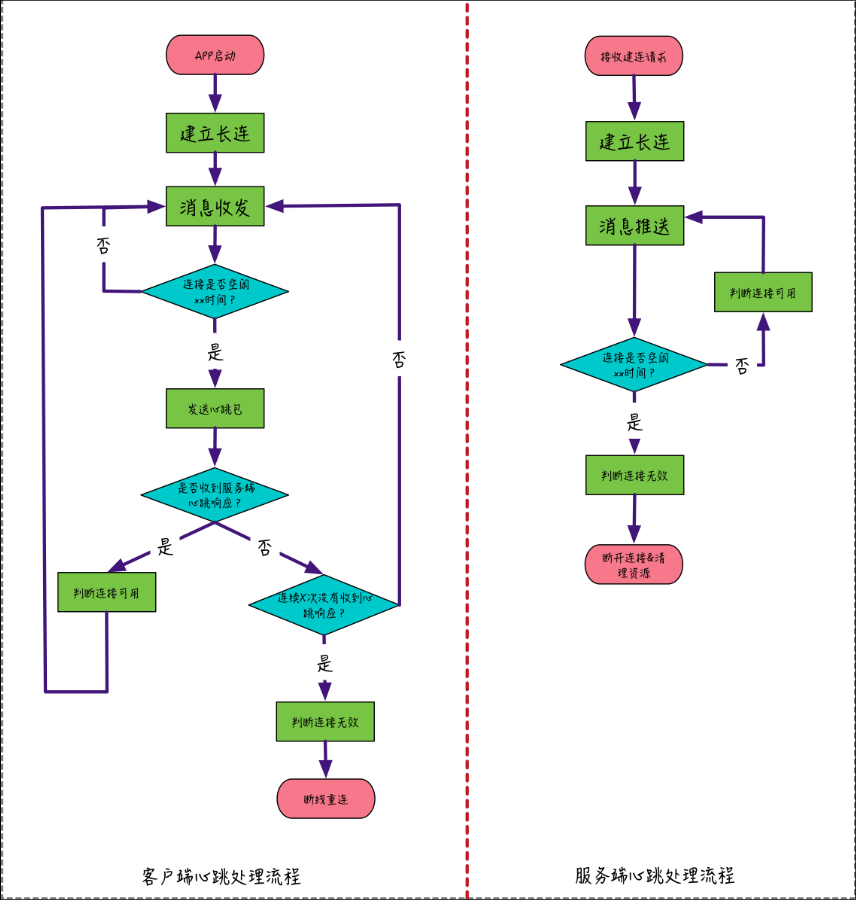 APP启动
建立长连
消息收发
否
连接是否空闲
xx时间？
是
发送心跳包
是否收到服务端
心跳响应？
是
否
否
判断连接可用
连续X次没有收到心
跳响应？
是
判断连接无效
断线重连
客户端心跳处理流程
接收建连请求
建立长连
消息推送
判断连接可用
连接是否空闲
xx时间？
否
是
判断连接无效
断开连接&清
理资源
服务端心跳处理流程